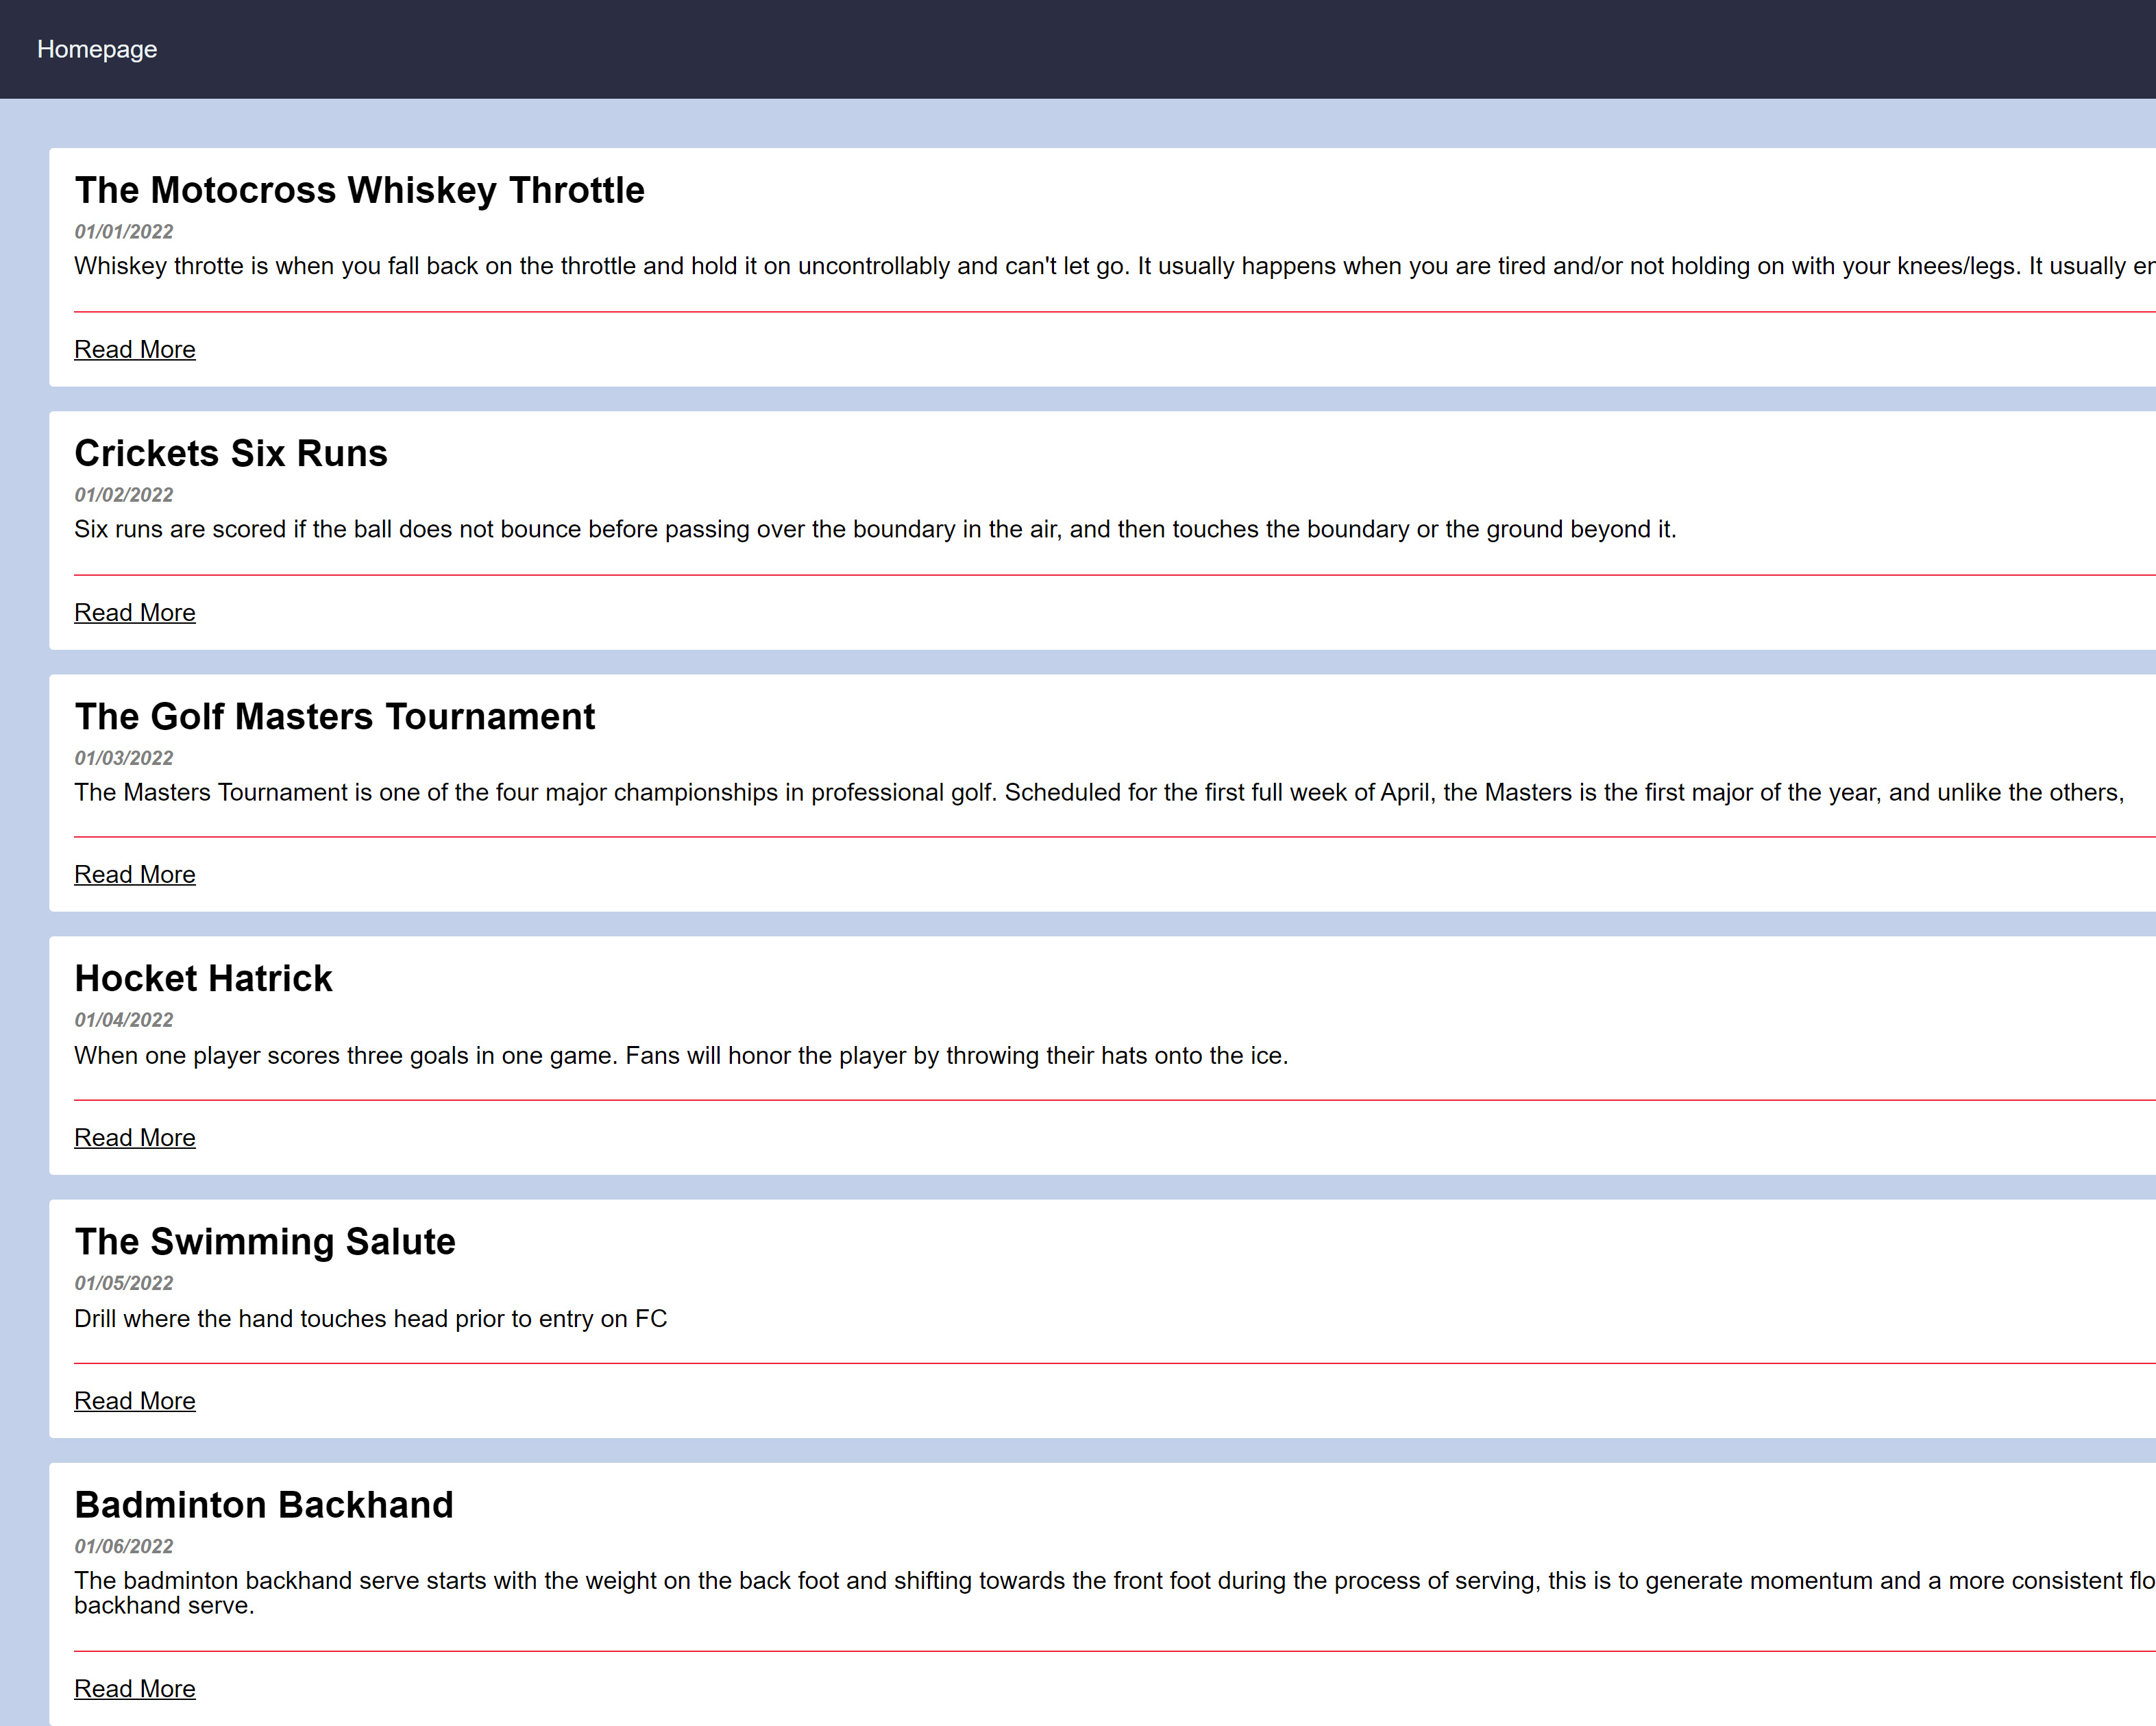 Homepage
The Motocross Whiskey Throttle
01/01/2022
Whiskey throtte is when you fall back on the throttle and hold it on uncontrollably and can't let go. It usually happens when you are tired and/or not holding on with your knees/legs. It usually
Read More
Crickets Six Runs
01/02/2022
Six runs are scored if the ball does not bounce before passing over the boundary in the air, and then touches the boundary or the ground beyond it.
Read More
The Golf Masters Tournament
01/03/2022
The Masters Tournament is one of the four major championships in professional golf. Scheduled for the first full week of April, the Masters is the first major of the year, and unlike the others,
Read More
Hocket Hatrick
01/04/2022
When one player scores three goals in one game. Fans will honor the player by throwing their hats onto the ice.
Read More
The Swimming Salute
01/05/2022
Drill where the hand touches head prior to entry on FC
Read More
Badminton Backhand
01/06/2022
The badminton backhand serve starts with the weight on the back foot and shifting towards the front foot during the process of serving, this is to generate momentum and a more consistent
backhand serve.
Read More